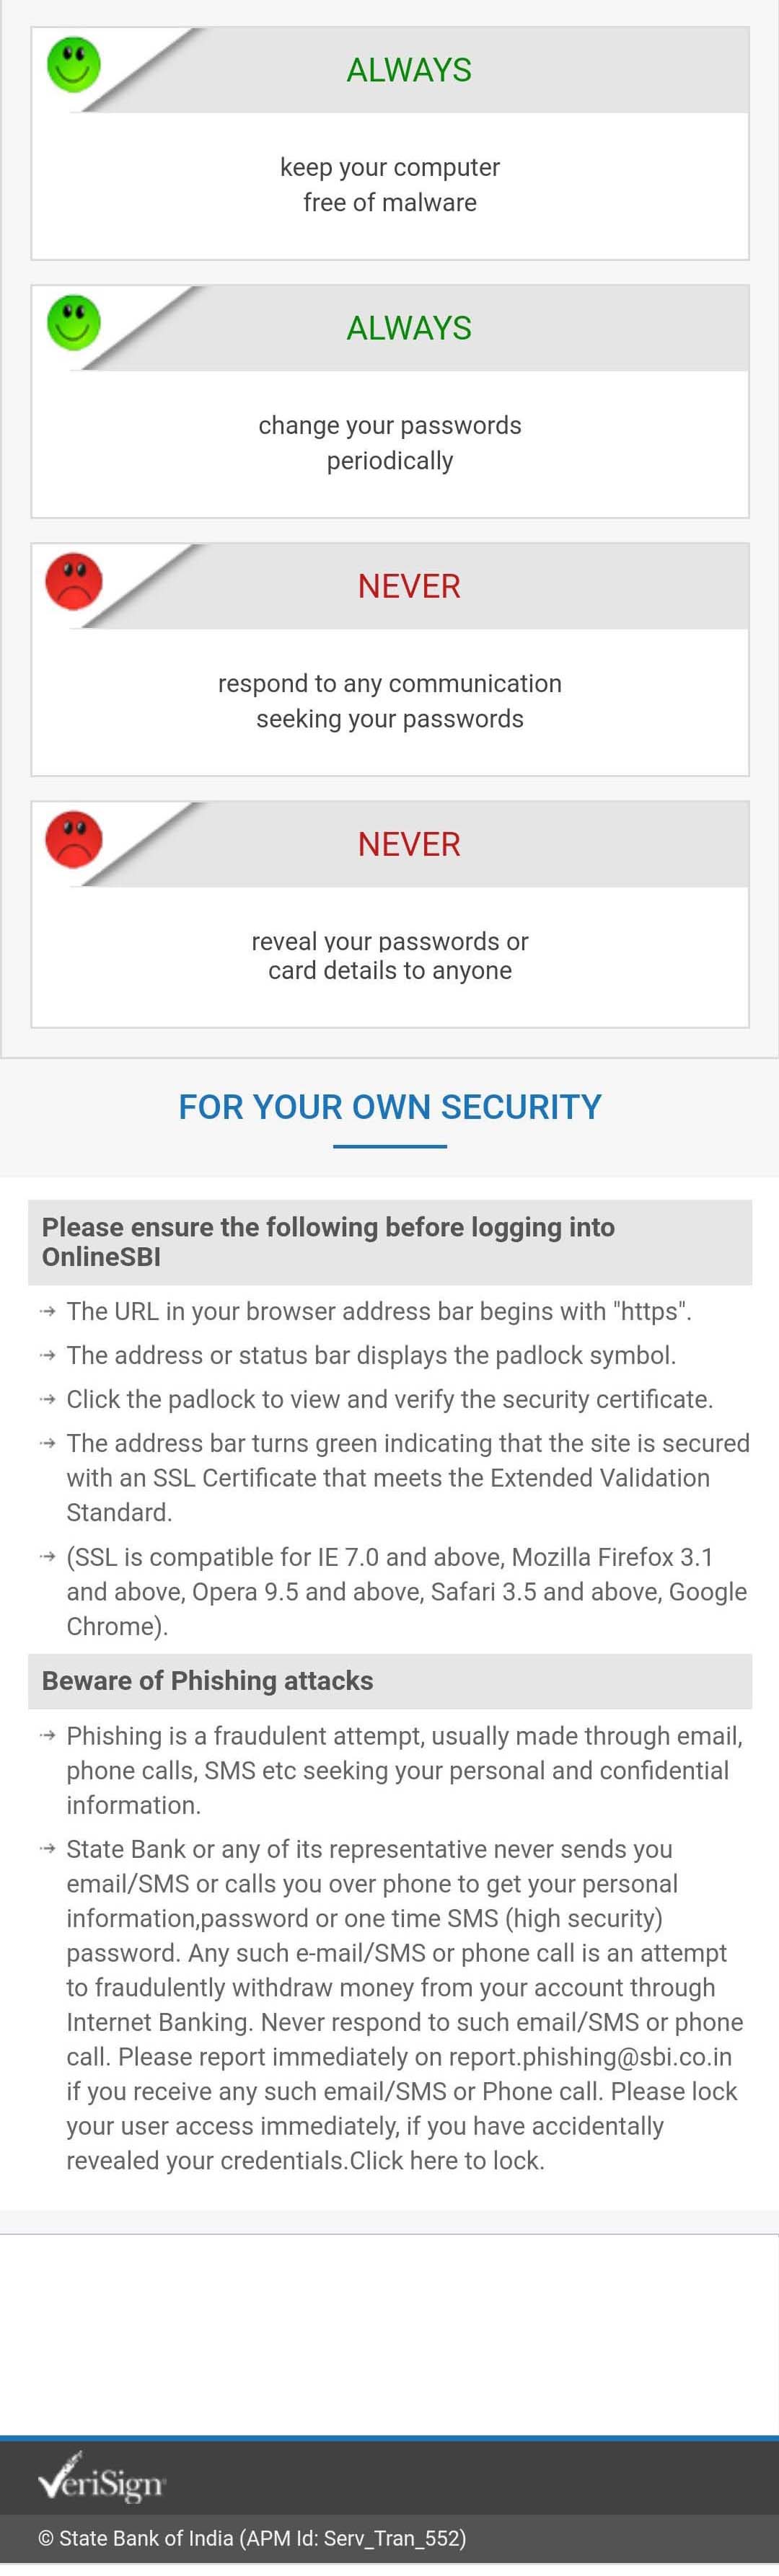 ALWAYS
keep your computer
free of malware
ALWAYS
change your passwords
periodically
NEVER
respond to any communication
seeking your passwords
NEVER
reveal your passwords or
card details to anyone
FOR YOUR OWN SECURITY
Please ensure the following before logging into
OnlineSBI
The URL in your browser address bar begins with "https".
The address or status bar displays the padlock symbol.
Click the padlock to view and verify the security certificate.
The address bar turns green indicating that the site is secured
with an SSL Certificate that meets the Extended Validation
Standard.
(SSL is compatible for IE 7.0 and above, Mozilla Firefox 3.1
and above, Opera 9.5 and above, Safari 3.5 and above, Google
Chrome).
Beware of Phishing attacks
Phishing is a fraudulent attempt, usually made through email,
phone calls, SMS etc seeking your personal and confidential
information.
State Bank or any of its representative never sends you
email/SMS or calls you over phone to get your personal
information,password or one time SMS (high security)
password. Any such e-mail/SMS or phone call is an attempt
to fraudulently withdraw money from your account through
Internet Banking. Never respond to such email/SMS or phone
call. Please report immediately on report.phishing@sbi.co.in
if you receive any such email/SMS or Phone call. Please lock
your user access immediately, if you have accidentally
revealed your credentials.Click here to lock.
VeriSign
© State Bank of India (APM Id: Serv_Tran_552)